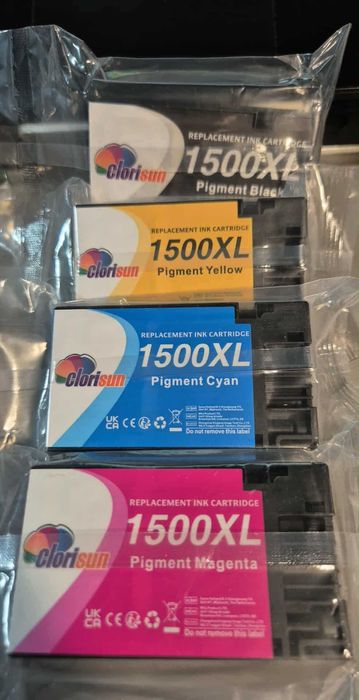 Clorisun
REPLACEMENT INK CARTRIDGE
1500XL
Pigment Black
Clorisun
REPLACEMENT INK CARTRIDGE
1500XL
Pigment Yellow
Clorisun
REPLACEMENT INK CARTRIDGE
1500XL
Pigment Cyan
UK
CA
CE
Do not remove this label
Clorisun
REPLACEMENT INK CARTRIDGE
1500XL
Pigment Magenta
UK
CA
CE
Do not remove this label